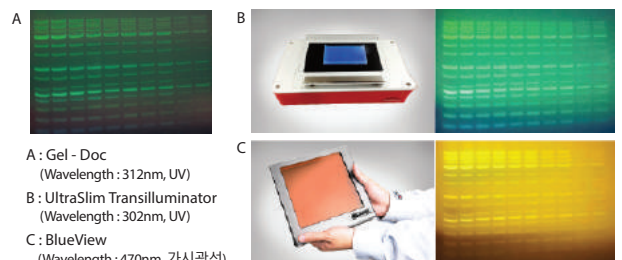 A
B
C
A : Gel - Doc
(Wavelength : 312nm, UV)
B : UltraSlim Transilluminator
(Wavelength : 302nm, UV)
C : BlueView
(Wavelength : 470nm, 가시광선)